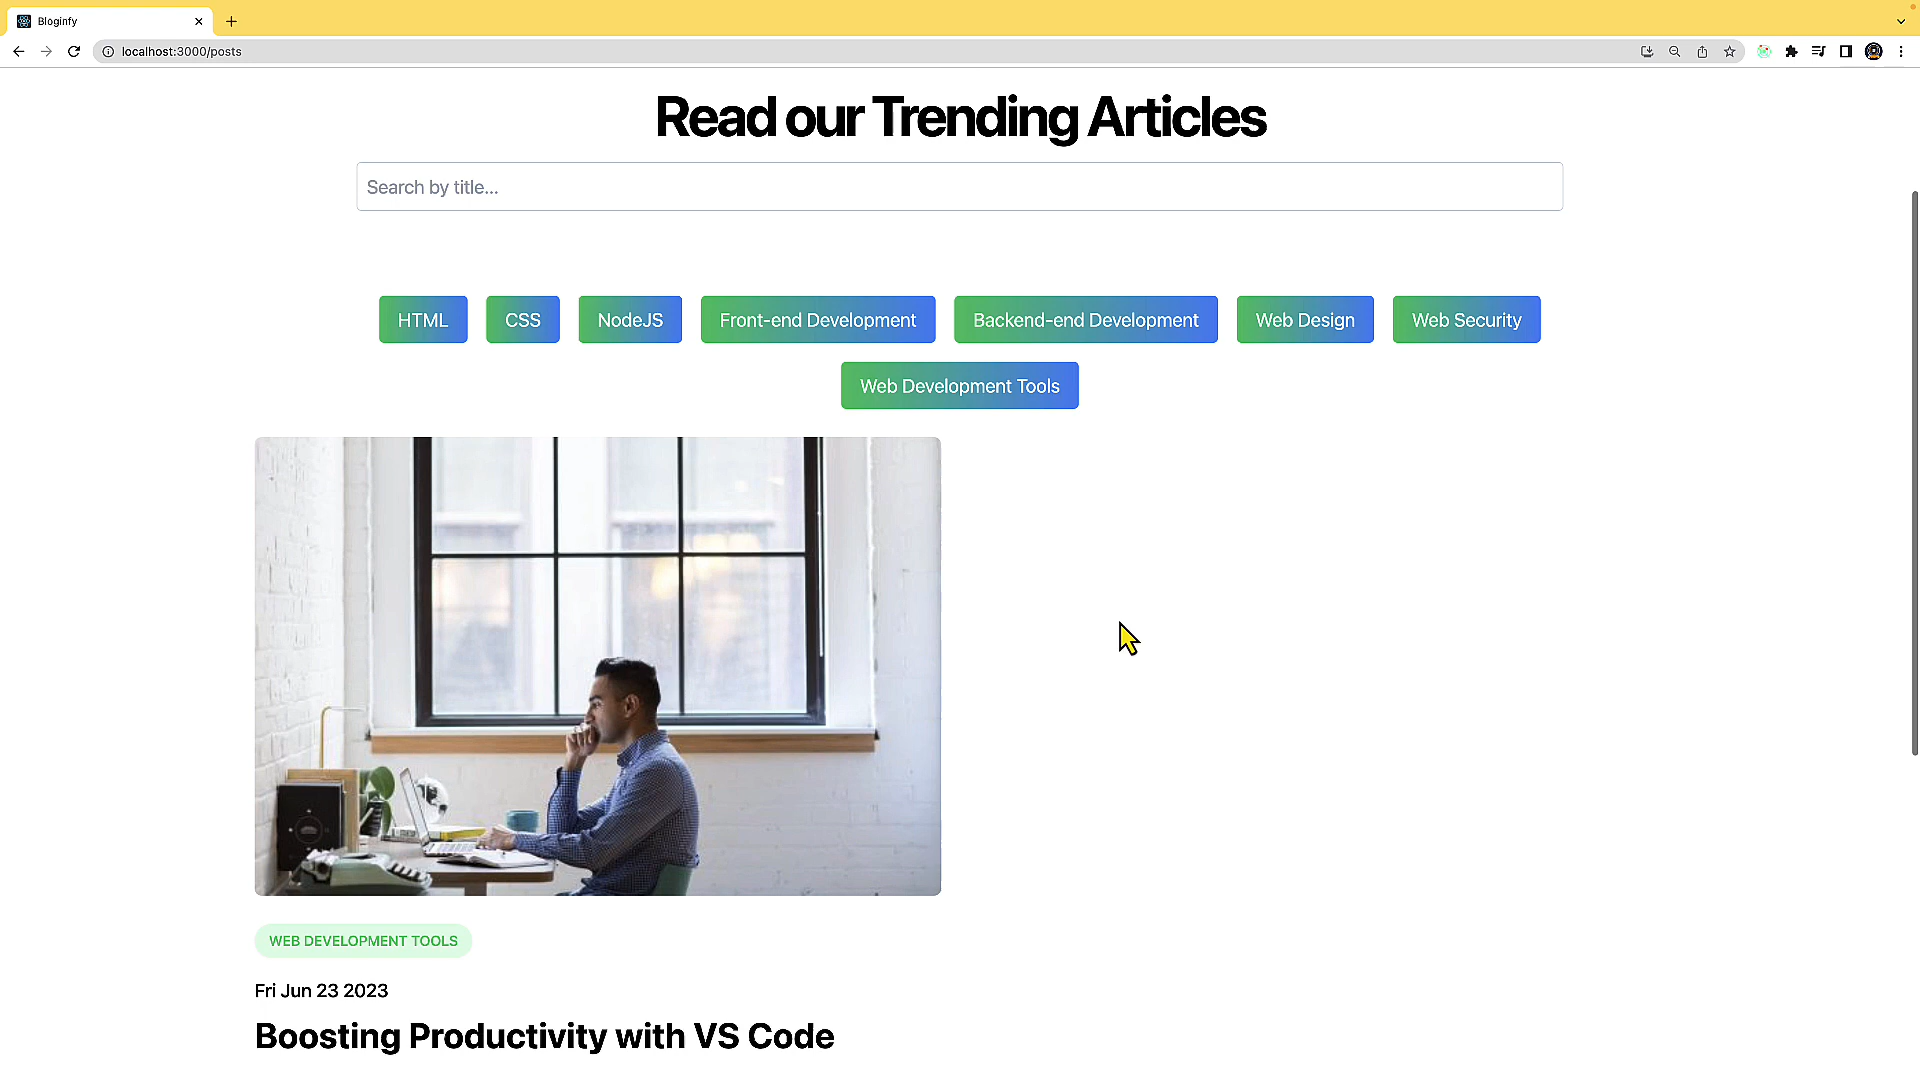 Bloginfy
localhost:3000/posts
Read our Trending Articles
Search by title...
HTML CSS NodeJS Front-end Development Backend-end Development Web Design Web Security
Web Development Tools
WEB DEVELOPMENT TOOLS
Fri Jun 23 2023
Boosting Productivity with VS Code